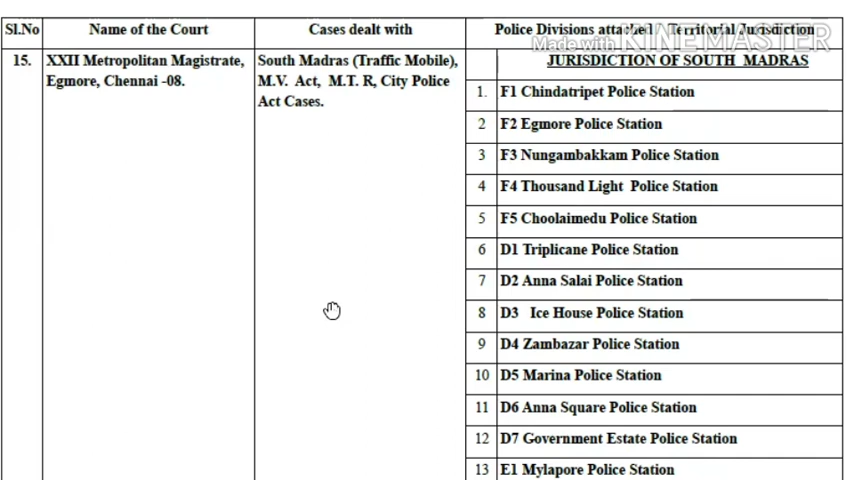 Sl.No Name of the Court Cases dealt with Police Divisions attached / Territorial Jurisdiction
Made with KINEMASTER
15. XXII Metropolitan Magistrate, South Madras (Traffic Mobile), JURISDICTION OF SOUTH MADRAS
Egmore, Chennai -08. M.V. Act, M.T. R, City Police
Act Cases.
1. F1 Chindatripet Police Station
2 F2 Egmore Police Station
3 F3 Nungambakkam Police Station
4 F4 Thousand Light Police Station
5 F5 Choolaimedu Police Station
6 D1 Triplicane Police Station
7 D2 Anna Salai Police Station
8 D3 Ice House Police Station
9 D4 Zambazar Police Station
10 D5 Marina Police Station
11 D6 Anna Square Police Station
12 D7 Government Estate Police Station
13 E1 Mylapore Police Station